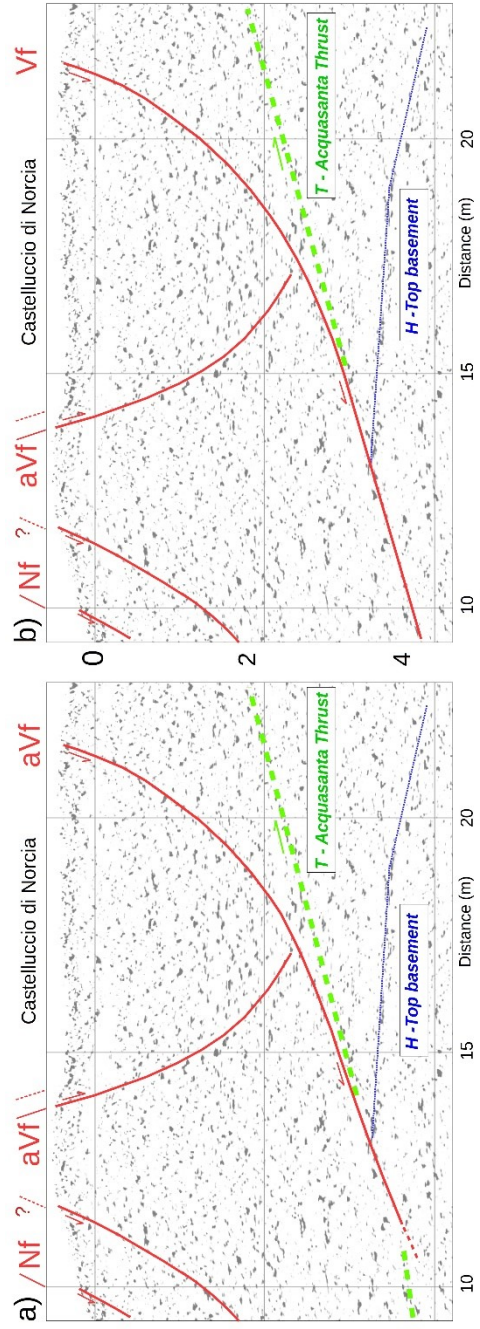 a)
/ Nf ?
aVf
Castelluccio di Norcia
aVf
T - Acquasanta Thrust
H -Top basement
10
15
20
Distance (m)
b)
/ Nf ?
aVf
Castelluccio di Norcia
Vf
0
2
4
T - Acquasanta Thrust
H -Top basement
10
15
20
Distance (m)